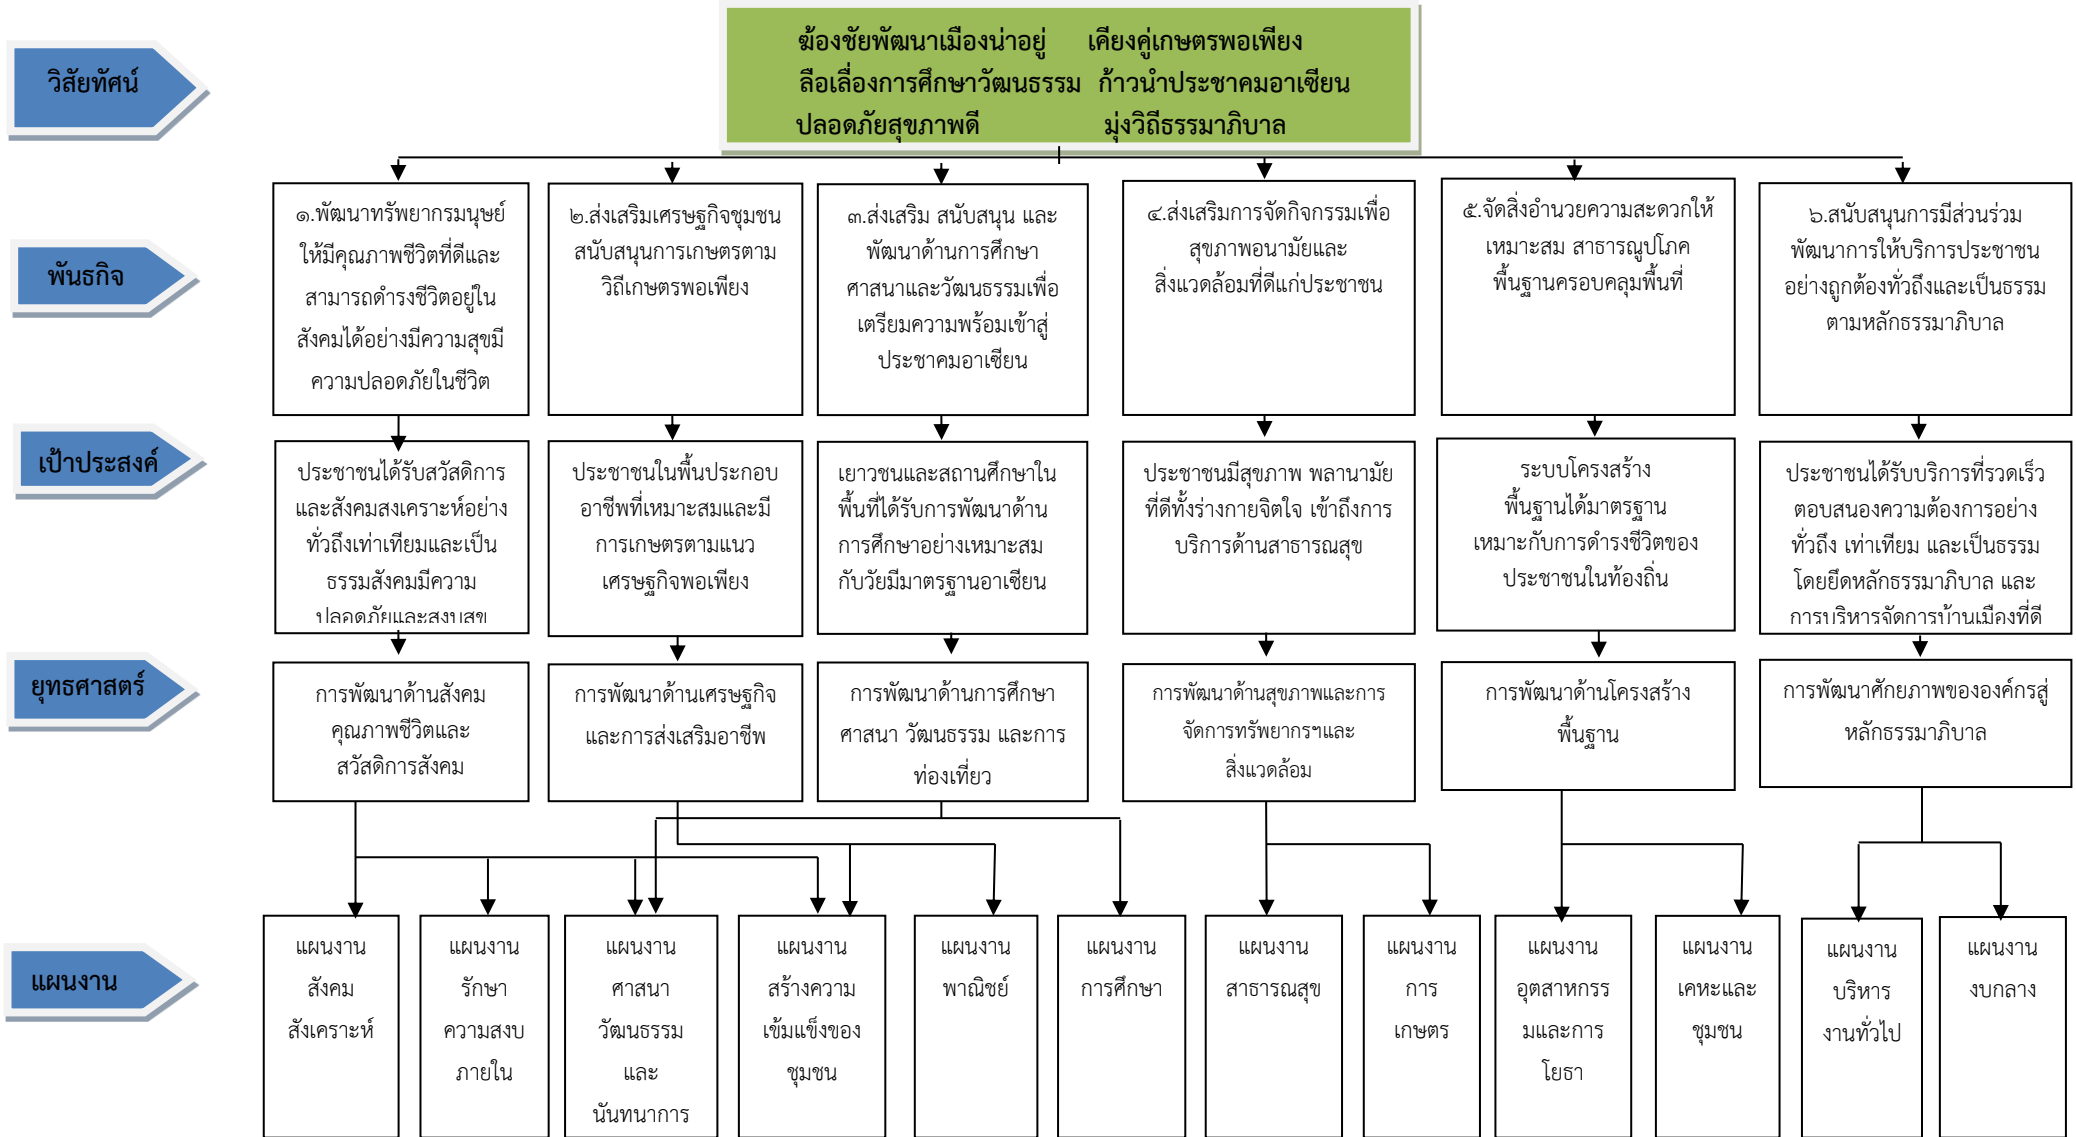 วิสัยทัศน์
ฆ้องชัยพัฒนาเมืองน่าอยู่ เคียงคู่เกษตรพอเพียง
ลือเลื่องการศึกษาวัฒนธรรม ก้าวนำประชาคมอาเซียน
ปลอดภัยสุขภาพดี มุ่งวิถีธรรมาภิบาล
พันธกิจ
๑.พัฒนาทรัพยากรมนุษย์
ให้มีคุณภาพชีวิตที่ดีและ
สามารถดำรงชีวิตอยู่ใน
สังคมได้อย่างมีความสุขมี
ความปลอดภัยในชีวิต
๒.ส่งเสริมเศรษฐกิจชุมชน
สนับสนุนการเกษตรตาม
วิถีเกษตรพอเพียง
๓.ส่งเสริม สนับสนุน และ
พัฒนาด้านการศึกษา
ศาสนาและวัฒนธรรมเพื่อ
เตรียมความพร้อมเข้าสู่
ประชาคมอาเซียน
๔.ส่งเสริมการจัดกิจกรรมเพื่อ
สุขภาพอนามัยและ
สิ่งแวดล้อมที่ดีแก่ประชาชน
๕.จัดสิ่งอำนวยความสะดวกให้
เหมาะสม สาธารณูปโภค
พื้นฐานครอบคลุมพื้นที่
๖.สนับสนุนการมีส่วนร่วม
พัฒนาการให้บริการประชาชน
อย่างถูกต้องทั่วถึงและเป็นธรรม
ตามหลักธรรมาภิบาล
เป้าประสงค์
ประชาชนได้รับสวัสดิการ
และสังคมสงเคราะห์อย่าง
ทั่วถึงเท่าเทียมและเป็น
ธรรมสังคมมีความ
ปลอดภัยและสงบสุข
ประชาชนในพื้นประกอบ
อาชีพที่เหมาะสมและมี
การเกษตรตามแนว
เศรษฐกิจพอเพียง
เยาวชนและสถานศึกษาใน
พื้นที่ได้รับการพัฒนาด้าน
การศึกษาอย่างเหมาะสม
กับวัยมีมาตรฐานอาเซียน
ประชาชนมีสุขภาพ พลานามัย
ที่ดีทั้งร่างกายจิตใจ เข้าถึงการ
บริการด้านสาธารณสุข
ระบบโครงสร้าง
พื้นฐานได้มาตรฐาน
เหมาะกับการดำรงชีวิตของ
ประชาชนในท้องถิ่น
ประชาชนได้รับบริการที่รวดเร็ว
ตอบสนองความต้องการอย่าง
ทั่วถึง เท่าเทียม และเป็นธรรม
โดยยึดหลักธรรมาภิบาล และ
การบริหารจัดการบ้านเมืองที่ดี
ยุทธศาสตร์
การพัฒนาด้านสังคม
คุณภาพชีวิตและ
สวัสดิการสังคม
การพัฒนาด้านเศรษฐกิจ
และการส่งเสริมอาชีพ
การพัฒนาด้านการศึกษา
ศาสนา วัฒนธรรม และการ
ท่องเที่ยว
การพัฒนาด้านสุขภาพและการ
จัดการทรัพยากรฯและ
สิ่งแวดล้อม
การพัฒนาด้านโครงสร้าง
พื้นฐาน
การพัฒนาศักยภาพขององค์กรสู่
หลักธรรมาภิบาล
แผนงาน
แผนงาน
สังคม
สังเคราะห์
แผนงาน
รักษา
ความสงบ
ภายใน
แผนงาน
ศาสนา
วัฒนธรรม
และ
นันทนาการ
แผนงาน
สร้างความ
เข้มแข็งของ
ชุมชน
แผนงาน
พาณิชย์
แผนงาน
การศึกษา
แผนงาน
สาธารณสุข
แผนงาน
การ
เกษตร
แผนงาน
อุตสาหกรร
มและการ
โยธา
แผนงาน
เคหะและ
ชุมชน
แผนงาน
บริหาร
งานทั่วไป
แผนงาน
งบกลาง